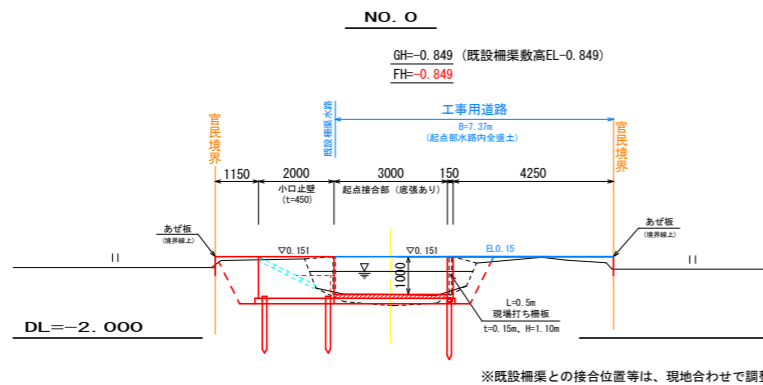 NO. 0
GH=-0.849 (既設柵渠敷高EL-0.849)
FH=-0.849
官民境界
既設柵渠水路
工事用道路
B=7.37m
(起点部水路内全盛土)
官民境界
1150
2000
3000
150
4250
小口止壁
(t=450)
起点接合部 (底張あり)
あぜ板
(境界線上)
▽0.151
▽0.151
EL0.15
あぜ板
(境界線上)
1000
L=0.5m
現場打ち柵板
t=0.15m、H=1.10m
DL=-2.000
※既設柵渠との接合位置等は、現地合わせで調整